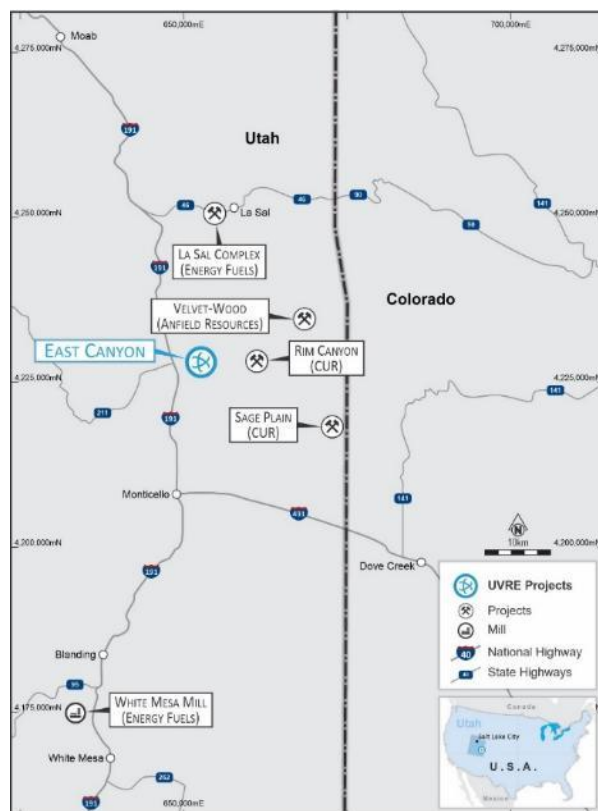 650,000mE
700,000mE
Moab
4,275,000mN
4,275,000mN
191
Utah
46
La Sal
46
90
141
4,250,000mN
4,250,000mN
LA SAL COMPLEX
(ENERGY FUELS)
191
Colorado
VELVET-WOOD
(ANFIELD RESOURCES)
EAST CANYON
RIM CANYON
(CUR)
4,225,000mN
4,225,000mN
141
211
191
SAGE PLAIN
(CUR)
Monticello
141
N
10km
4,200,000mN
4,200,000mN
Dove Creek
191
UVRE Projects
Projects
Mill
40
National Highway
40
State Highways
Blanding
95
WHITE MESA MILL
(ENERGY FUELS)
4,175,000mN
White Mesa
262
191
650,000mE
Canada
Utah
Salt Lake City
U.S.A.
Mexico